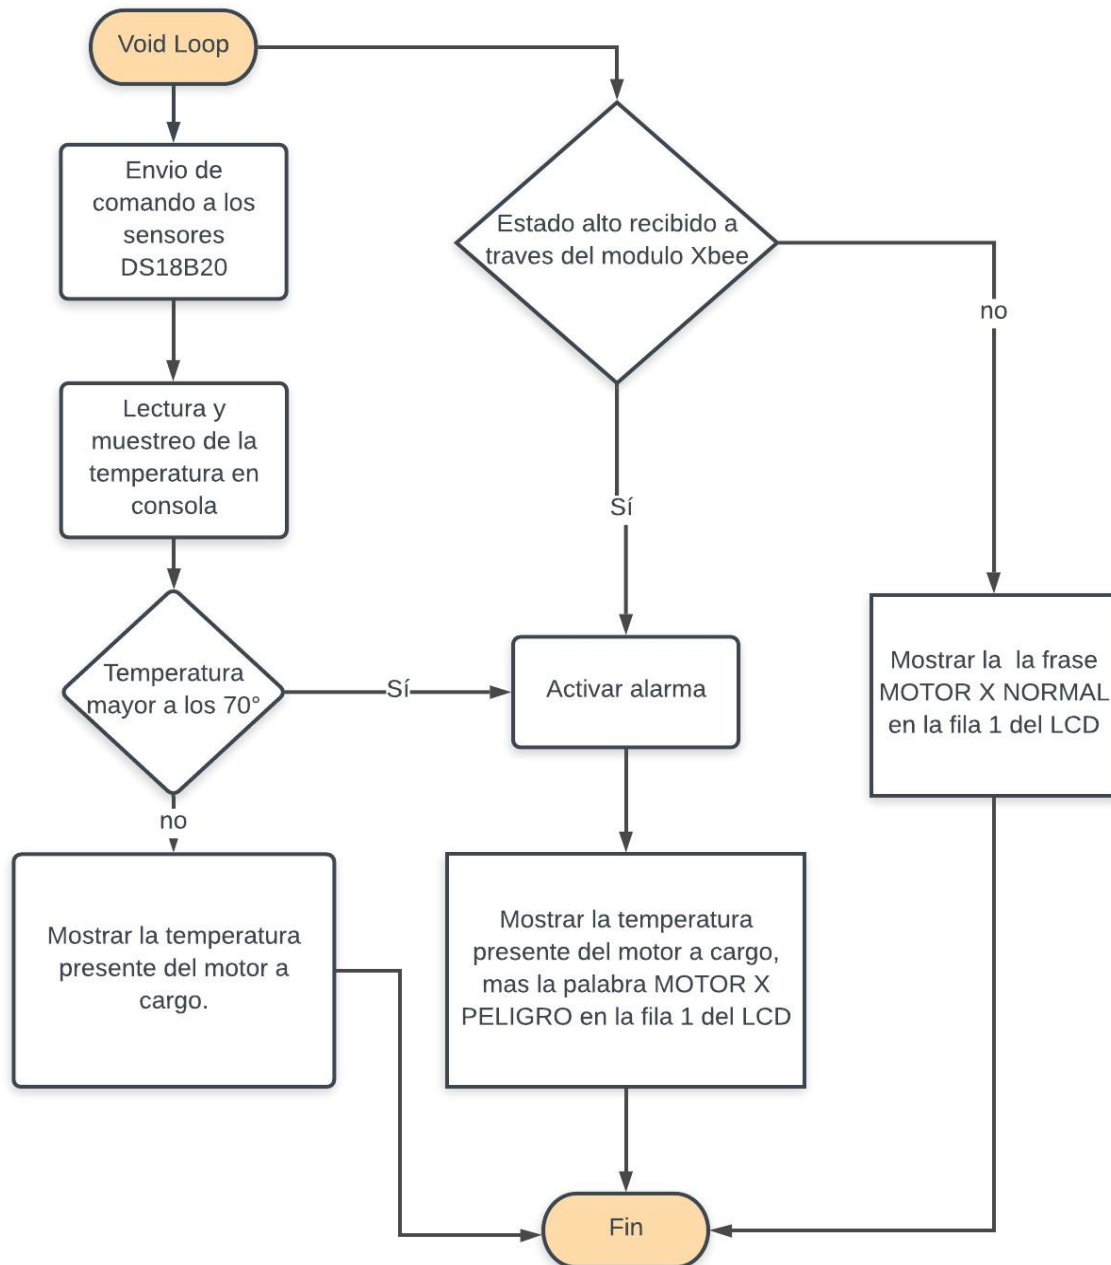 Void Loop
Envio de
comando a los
sensores
DS18B20
Lectura y
muestreo de la
temperatura en
consola
Temperatura
mayor a los 70°
Sí
no
Mostrar la temperatura
presente del motor a
cargo.
Estado alto recibido a
traves del modulo Xbee
Sí
no
Activar alarma
Mostrar la temperatura
presente del motor a cargo,
mas la palabra MOTOR X
PELIGRO en la fila 1 del LCD
Mostrar la  la frase
MOTOR X NORMAL
en la fila 1 del LCD
Fin